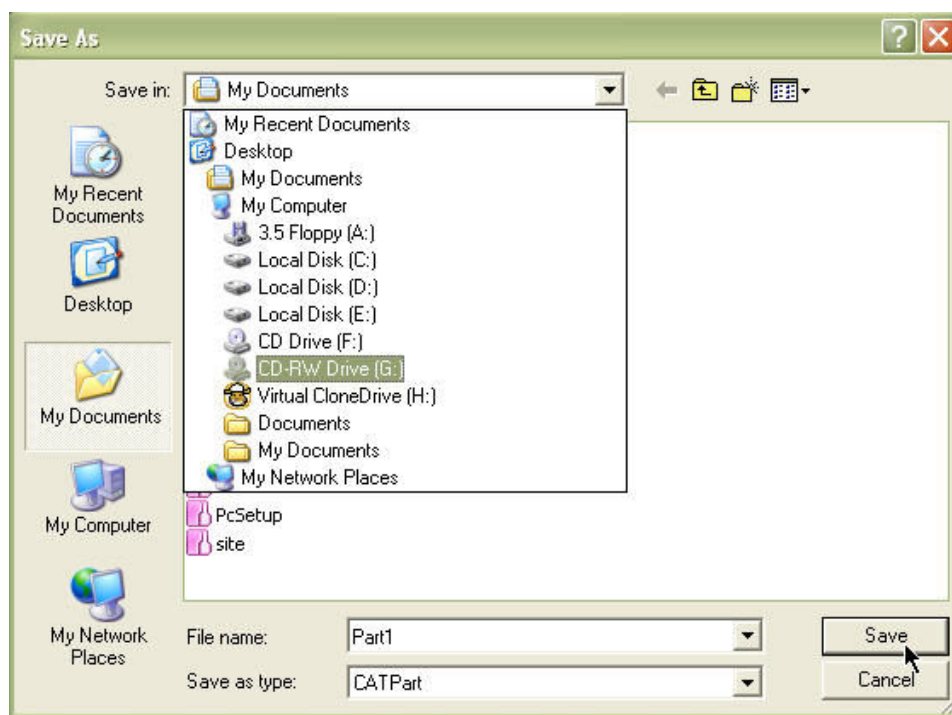 Save As
Save in:
My Documents
My Recent Documents
Desktop
My Documents
My Computer
3.5 Floppy (A:)
Local Disk (C:)
Local Disk (D:)
Local Disk (E:)
CD Drive (F:)
CD-RW Drive (G:)
Virtual CloneDrive (H:)
Documents
My Documents
My Network Places
PcSetup
site
My Recent
Documents
Desktop
My Documents
My Computer
My Network
Places
File name:
Part1
Save
Save as type:
CATPart
Cancel